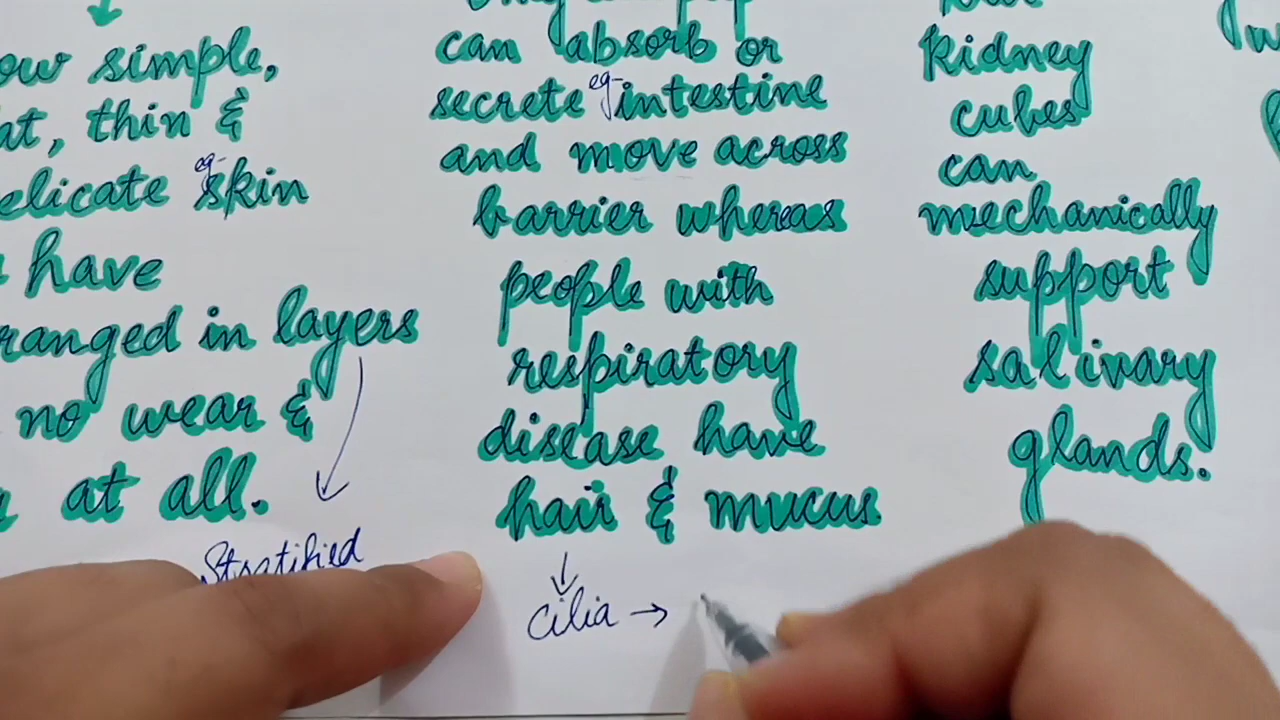 ow simple,
at, thin &
elicate eg- skin
have
ranged in layers
no wear &
at all.
Stratified
can absorb or
secrete eg- intestine
and move across
barrier whereas
people with
respiratory
disease have
hair & mucus
cilia →
kidney
cubes
can
mechanically
support
salivary
glands.